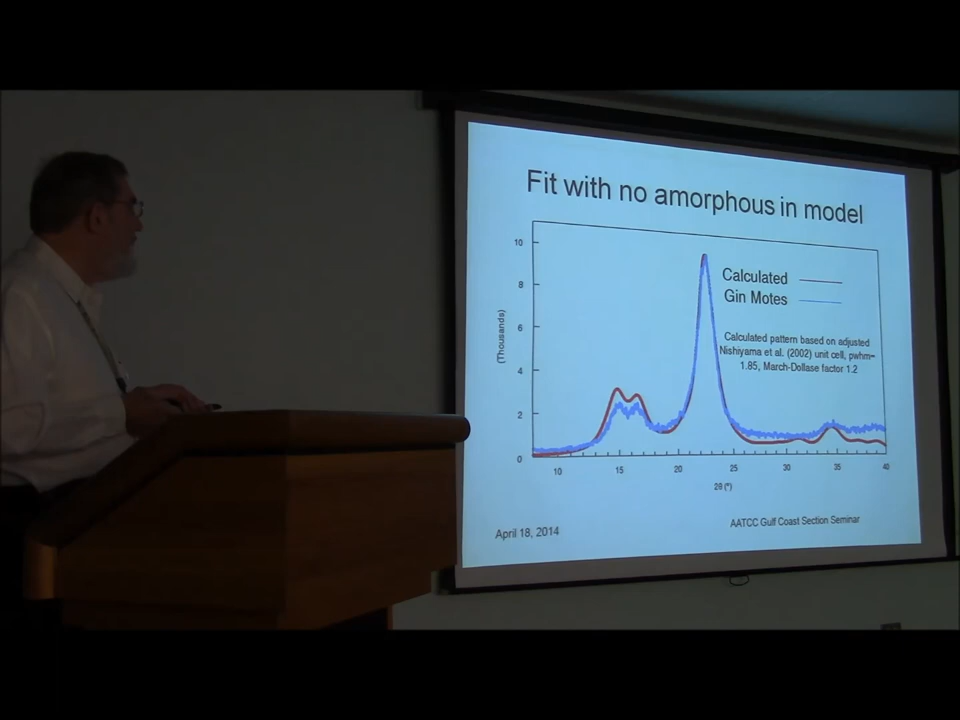 Fit with no amorphous in model
10
8
6
4
2
0
(Thousands)
Calculated
Gin Motes
Calculated pattern based on adjusted
Nishiyama et al. (2002) unit cell, pwhm=
1.85, March-Dollase factor 1.2
10 15 20 25 30 35 40
2θ (°)
April 18, 2014
AATCC Gulf Coast Section Seminar